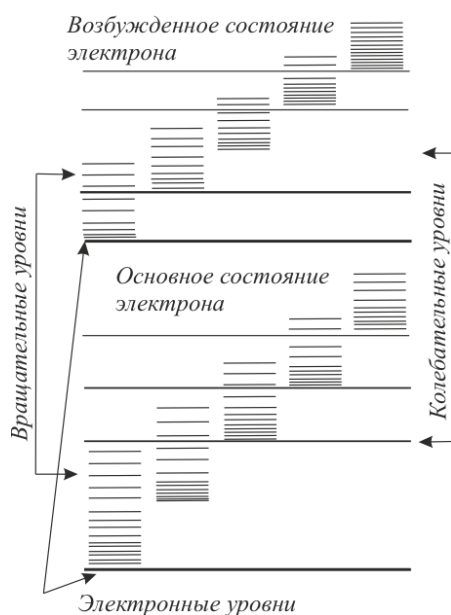 Возбужденное состояние
электрона
Основное состояние
электрона
Вращательные уровни
Колебательные уровни
Электронные уровни